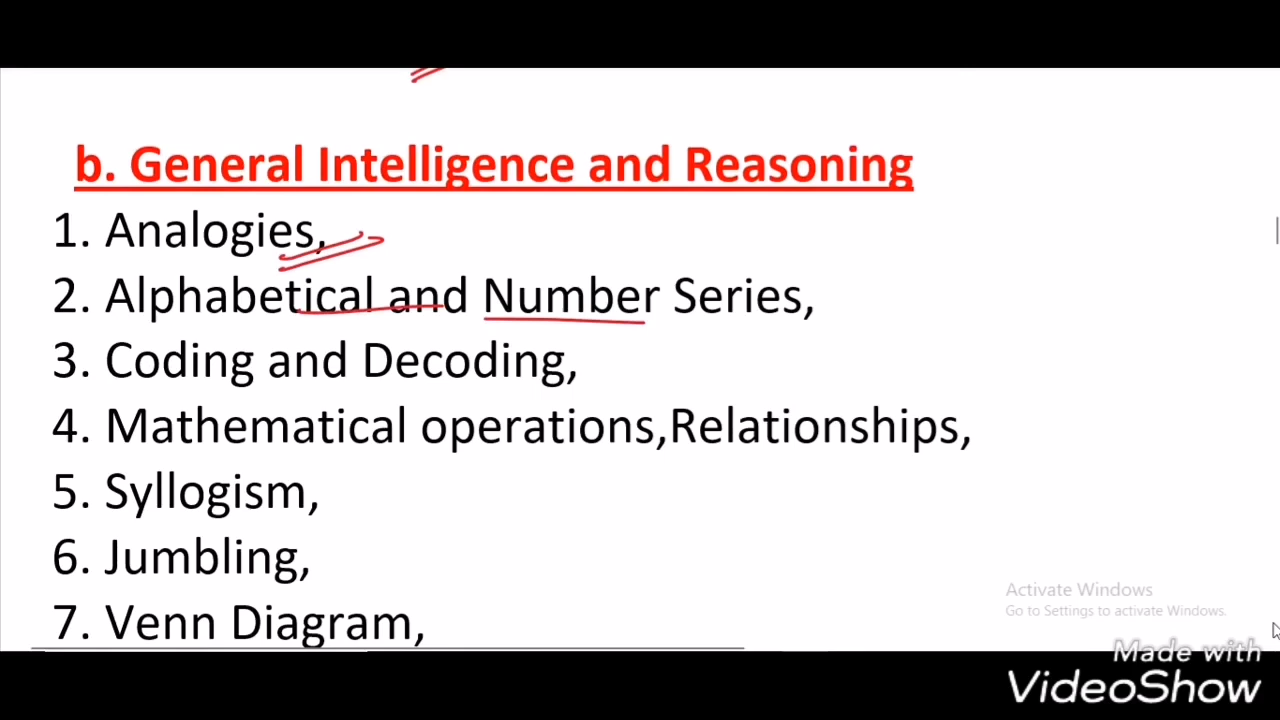 b. General Intelligence and Reasoning
1. Analogies,
2. Alphabetical and Number Series,
3. Coding and Decoding,
4. Mathematical operations,Relationships,
5. Syllogism,
6. Jumbling,
7. Venn Diagram,
Activate Windows
Go to Settings to activate Windows.
Made with
VideoShow